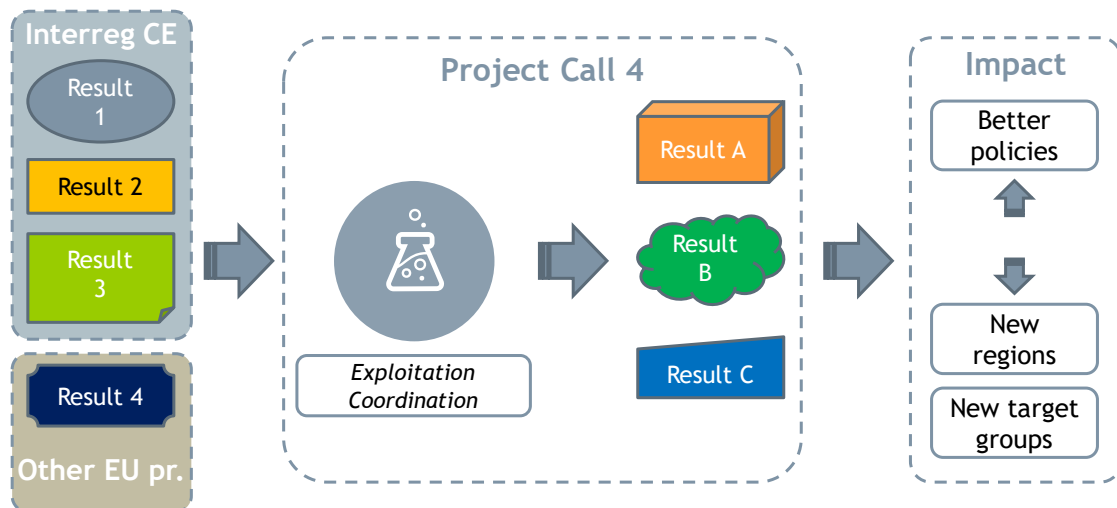 Interreg CE
Result
1
Result 2
Result
3
Result 4
Other EU pr.
Project Call 4
Exploitation
Coordination
Result A
Result
B
Result C
Impact
Better
policies
New
regions
New target
groups